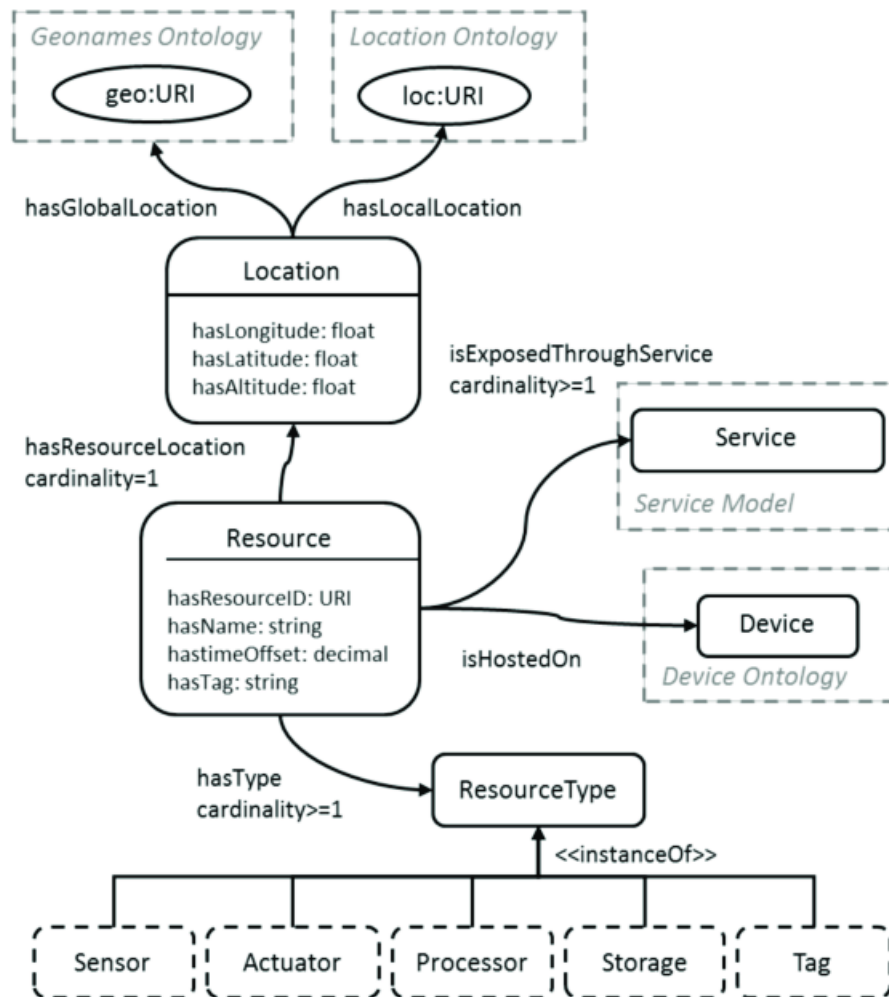 Geonames Ontology
Location Ontology
geo:URI
loc:URI
hasGlobalLocation
hasLocalLocation
Location
hasLongitude: float
hasLatitude: float
hasAltitude: float
isExposedThroughService
cardinality>=1
Service
Service Model
hasResourceLocation
cardinality=1
Resource
hasResourceID: URI
hasName: string
hastimeOffset: decimal
hasTag: string
isHostedOn
Device
Device Ontology
hasType
cardinality>=1
ResourceType
<<instanceOf>>
Sensor
Actuator
Processor
Storage
Tag